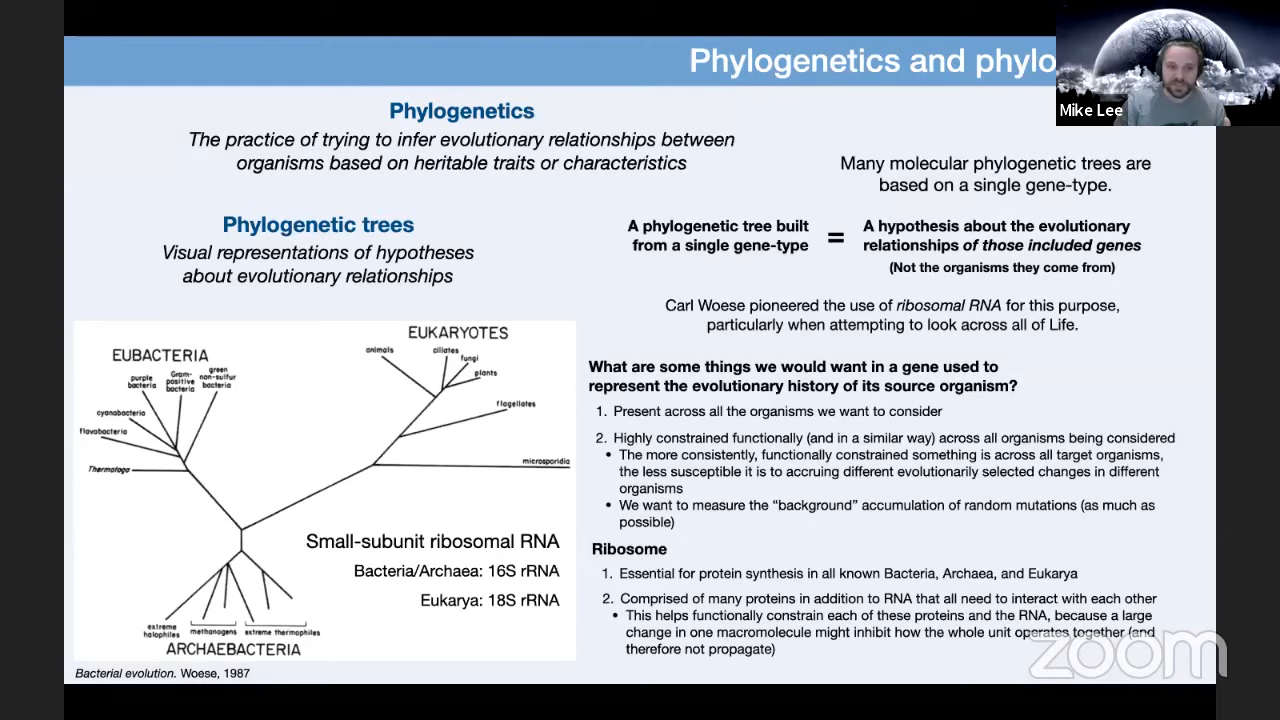 Phylogenetics and phylo
Mike Lee
Phylogenetics
The practice of trying to infer evolutionary relationships between
organisms based on heritable traits or characteristics
Phylogenetic trees
Visual representations of hypotheses
about evolutionary relationships
EUBACTERIA
purple
bacteria
Gram-
positive
bacteria
green
non-sulfur
bacteria
cyanobacteria
flavobacteria
Thermotoga
EUKARYOTES
animals
ciliates
fungi
plants
flagellates
microsporidia
extreme
halophiles
methanogens
extreme thermophiles
ARCHAEBACTERIA
Small-subunit ribosomal RNA
Bacteria/Archaea: 16S rRNA
Eukarya: 18S rRNA
Bacterial evolution. Woese, 1987
Many molecular phylogenetic trees are
based on a single gene-type.
A phylogenetic tree built
from a single gene-type
=
A hypothesis about the evolutionary
relationships of those included genes
(Not the organisms they come from)
Carl Woese pioneered the use of ribosomal RNA for this purpose,
particularly when attempting to look across all of Life.
What are some things we would want in a gene used to
represent the evolutionary history of its source organism?
1. Present across all the organisms we want to consider
2. Highly constrained functionally (and in a similar way) across all organisms being considered
• The more consistently, functionally constrained something is across all target organisms,
the less susceptible it is to accruing different evolutionarily selected changes in different
organisms
• We want to measure the “background” accumulation of random mutations (as much as
possible)
Ribosome
1. Essential for protein synthesis in all known Bacteria, Archaea, and Eukarya
2. Comprised of many proteins in addition to RNA that all need to interact with each other
• This helps functionally constrain each of these proteins and the RNA, because a large
change in one macromolecule might inhibit how the whole unit operates together (and
therefore not propagate)
zoom